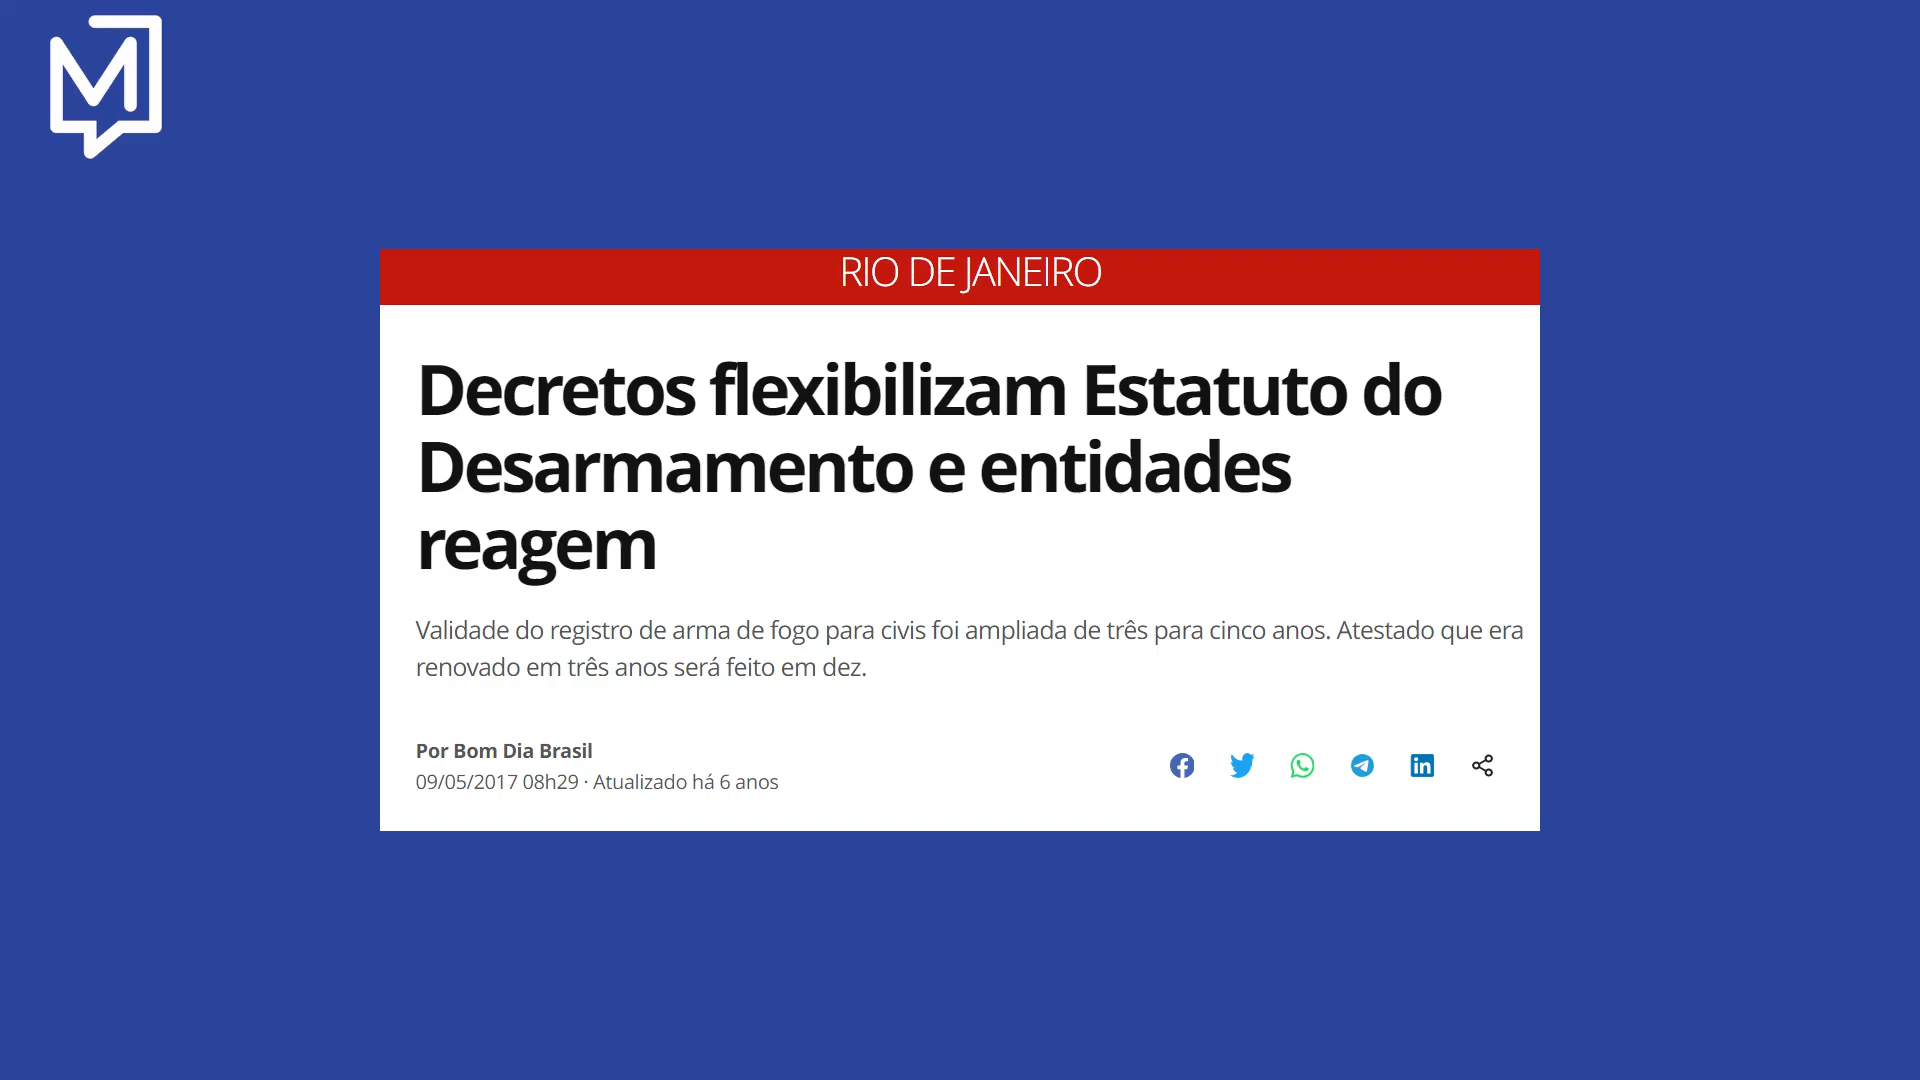 M
RIO DE JANEIRO
Decretos flexibilizam Estatuto do
Desarmamento e entidades
reagem
Validade do registro de arma de fogo para civis foi ampliada de três para cinco anos. Atestado que era
renovado em três anos será feito em dez.
Por Bom Dia Brasil
09/05/2017 08h29 · Atualizado há 6 anos